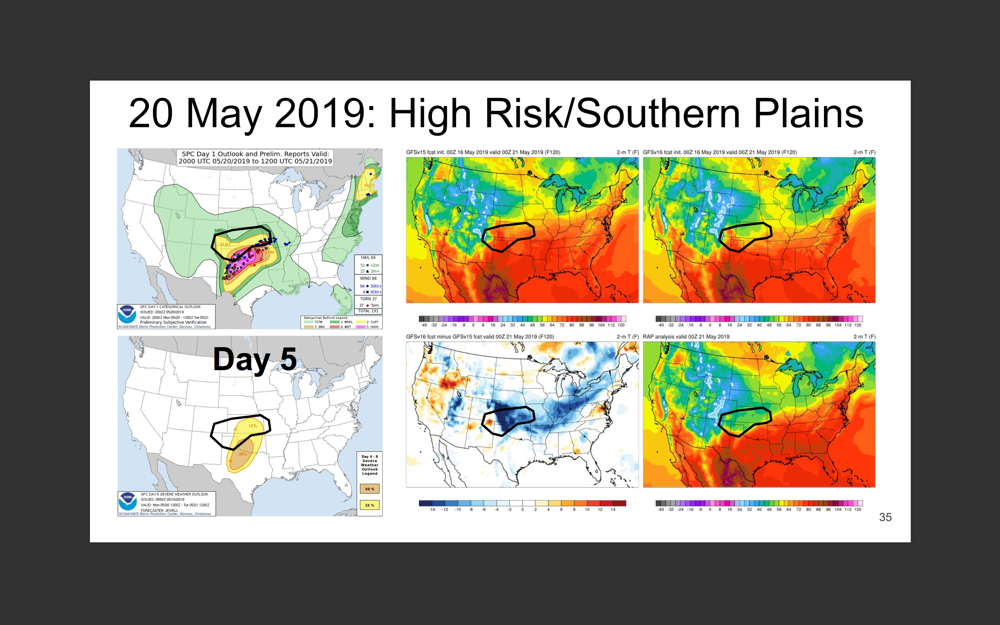 20 May 2019: High Risk/Southern Plains
SPC Day 1 Outlook and Prelim. Reports Valid:
2000 UTC 05/20/2019 to 1200 UTC 05/21/2019
SLGT
MRGL
MRGL
SLGT
ENH
HAIL 66
51 <2in
15 2in+
WIND 88
84 50kt+
4 65kt+
TORN 37
37 Torn.
TOTAL 191
NOAA
SPC DAY 1 CATEGORICAL OUTLOOK
ISSUED: 2002Z 05/20/2019
VALID: 2000Z Mon 05/20 - 1200Z Tue 05/21
Preliminary Subjective Verification
NOAA/NWS Storm Prediction Center, Norman, Oklahoma
Categorical Outlook Legend:
TSTM 1: MRGL 2: SLGT
3: ENH 4: MDT 5: HIGH
Day 5
15%
30%
Day 4 - 8
Severe
Weather
Outlook
Legend
30 %
15 %
NOAA
SPC DAY 5 SEVERE WEATHER OUTLOOK
ISSUED: 0858Z 05/16/2019
VALID: Mon 05/20 1200Z - Tue 05/21 1200Z
FORECASTER: JEWELL
NOAA/NWS Storm Prediction Center, Norman, Oklahoma
GFSv15 fcst init. 00Z 16 May 2019 valid 00Z 21 May 2019 (F120) 2-m T (F)
-40 -32 -24 -16 -8 0 8 16 24 32 40 48 56 64 72 80 88 96 104 112 120
GFSv16 fcst init. 00Z 16 May 2019 valid 00Z 21 May 2019 (F120) 2-m T (F)
-40 -32 -24 -16 -8 0 8 16 24 32 40 48 56 64 72 80 88 96 104 112 120
GFSv16 fcst minus GFSv15 fcst valid 00Z 21 May 2019 (F120) 2-m T (F)
-14 -12 -10 -8 -6 -4 -2 0 2 4 6 8 10 12 14
RAP analysis valid 00Z 21 May 2019 2-m T (F)
-40 -32 -24 -16 -8 0 8 16 24 32 40 48 56 64 72 80 88 96 104 112 120
35